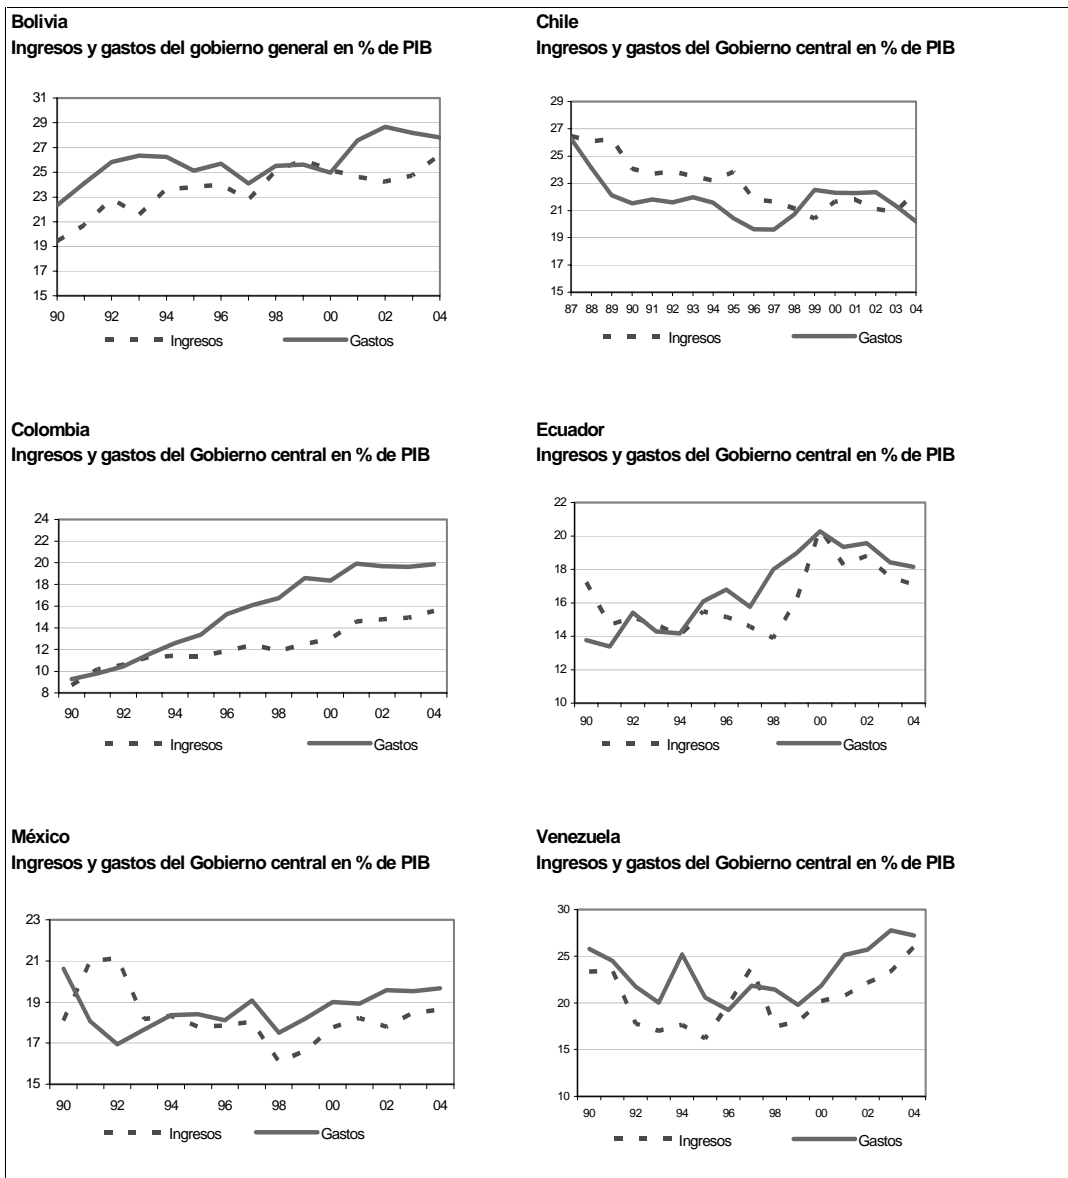 Bolivia
Ingresos y gastos del gobierno general en % de PIB
31
29
27
25
23
21
19
17
15
90 92 94 96 98 00 02 04
Ingresos Gastos
Chile
Ingresos y gastos del Gobierno central en % de PIB
29
27
25
23
21
19
17
15
87 88 89 90 91 92 93 94 95 96 97 98 99 00 01 02 03 04
Ingresos Gastos
Colombia
Ingresos y gastos del Gobierno central en % de PIB
24
22
20
18
16
14
12
10
8
90 92 94 96 98 00 02 04
Ingresos Gastos
Ecuador
Ingresos y gastos del Gobierno central en % de PIB
22
20
18
16
14
12
10
90 92 94 96 98 00 02 04
Ingresos Gastos
México
Ingresos y gastos del Gobierno central en % de PIB
23
21
19
17
15
90 92 94 96 98 00 02 04
Ingresos Gastos
Venezuela
Ingresos y gastos del Gobierno central en % de PIB
30
25
20
15
10
90 92 94 96 98 00 02 04
Ingresos Gastos